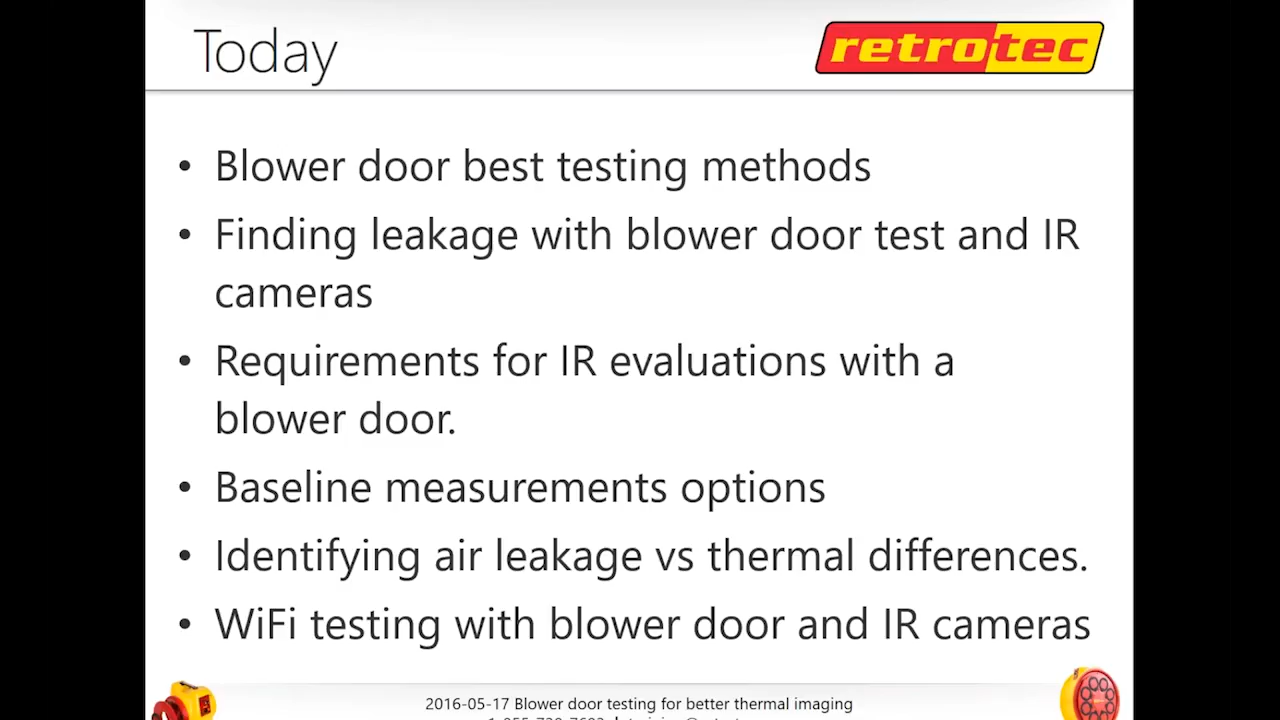 Today
retrotec
• Blower door best testing methods
• Finding leakage with blower door test and IR
cameras
• Requirements for IR evaluations with a
blower door.
• Baseline measurements options
• Identifying air leakage vs thermal differences.
• WiFi testing with blower door and IR cameras
2016-05-17 Blower door testing for better thermal imaging